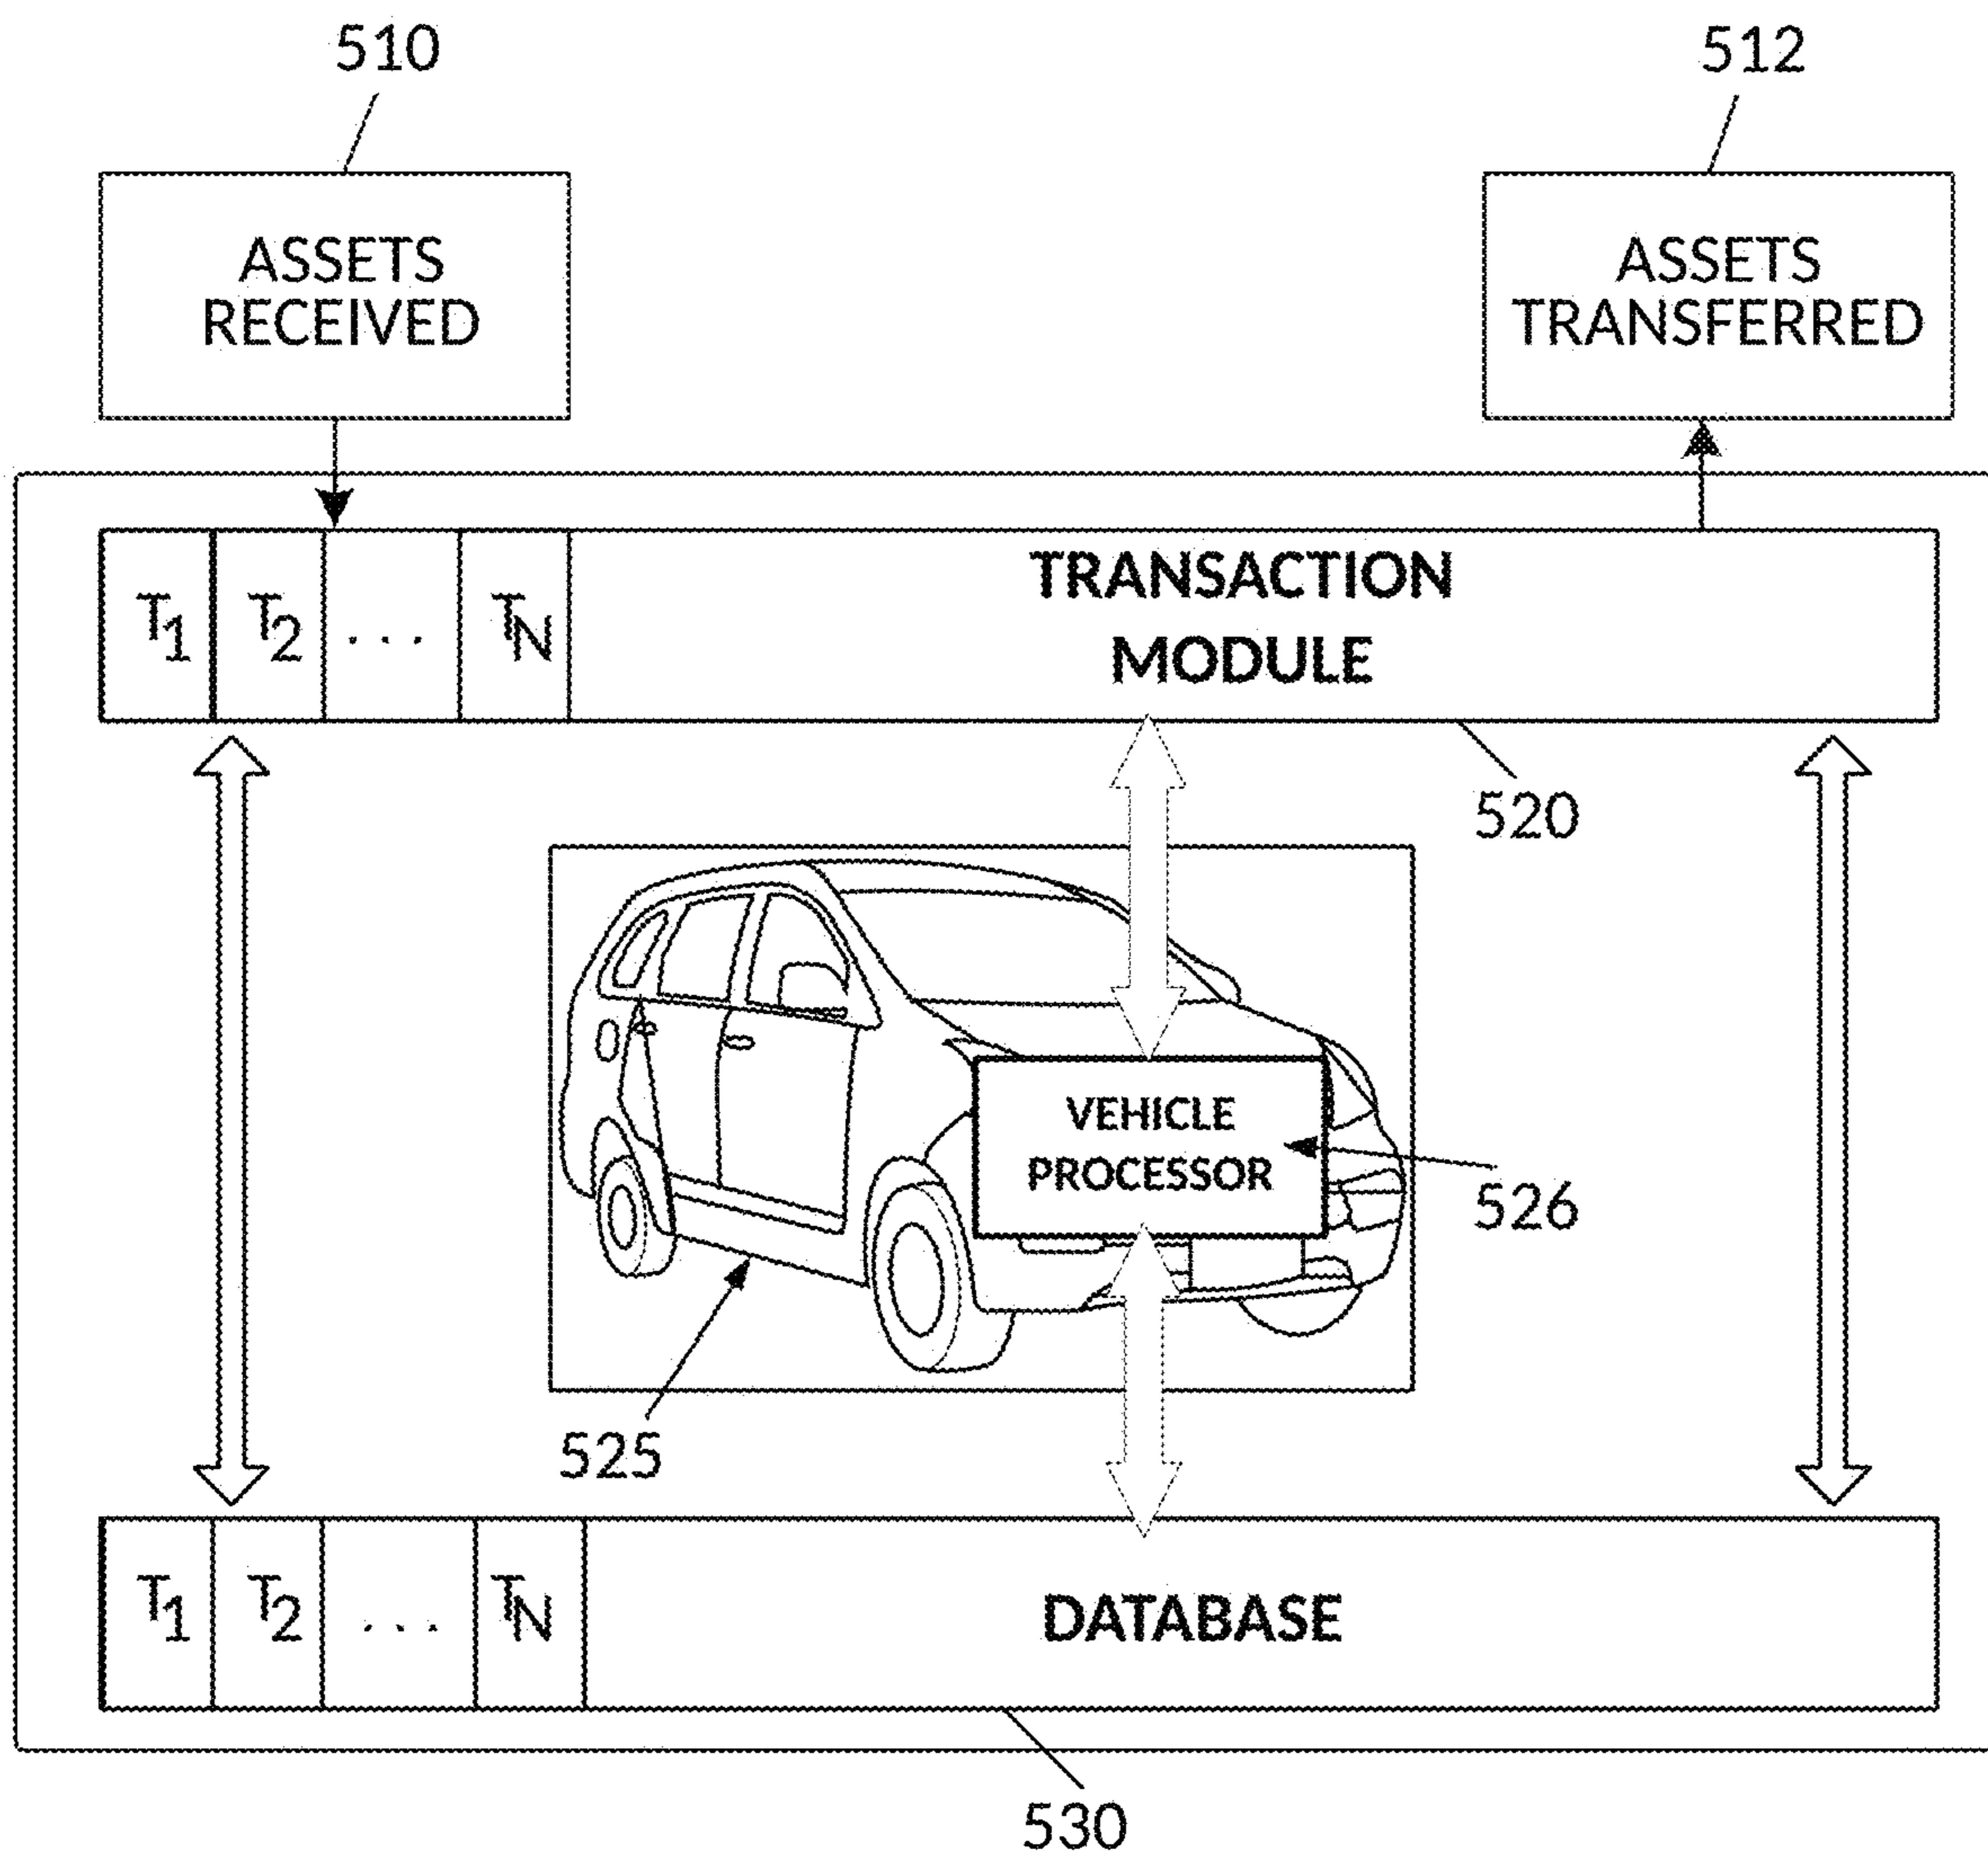 510
512
ASSETS
RECEIVED
ASSETS
TRANSFERRED
T1 T2 ... TN
TRANSACTION
MODULE
520
VEHICLE
PROCESSOR
526
525
T1 T2 ... TN
DATABASE
530